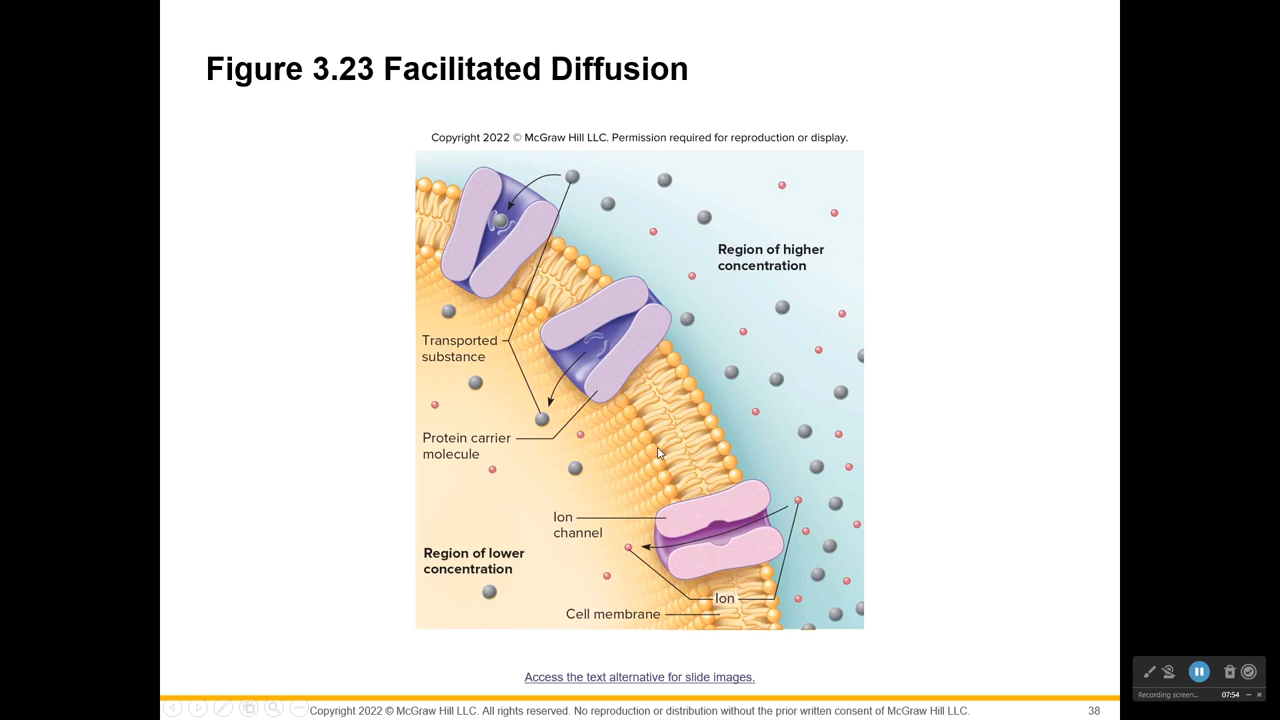 Figure 3.23 Facilitated Diffusion
Copyright 2022 © McGraw Hill LLC. Permission required for reproduction or display.
Region of higher
concentration
Transported
substance
Protein carrier
molecule
Ion
channel
Region of lower
concentration
Ion
Cell membrane
Access the text alternative for slide images.
Copyright 2022 © McGraw Hill LLC. All rights reserved. No reproduction or distribution without the prior written consent of McGraw Hill LLC.
38
Recording screen...
07:54